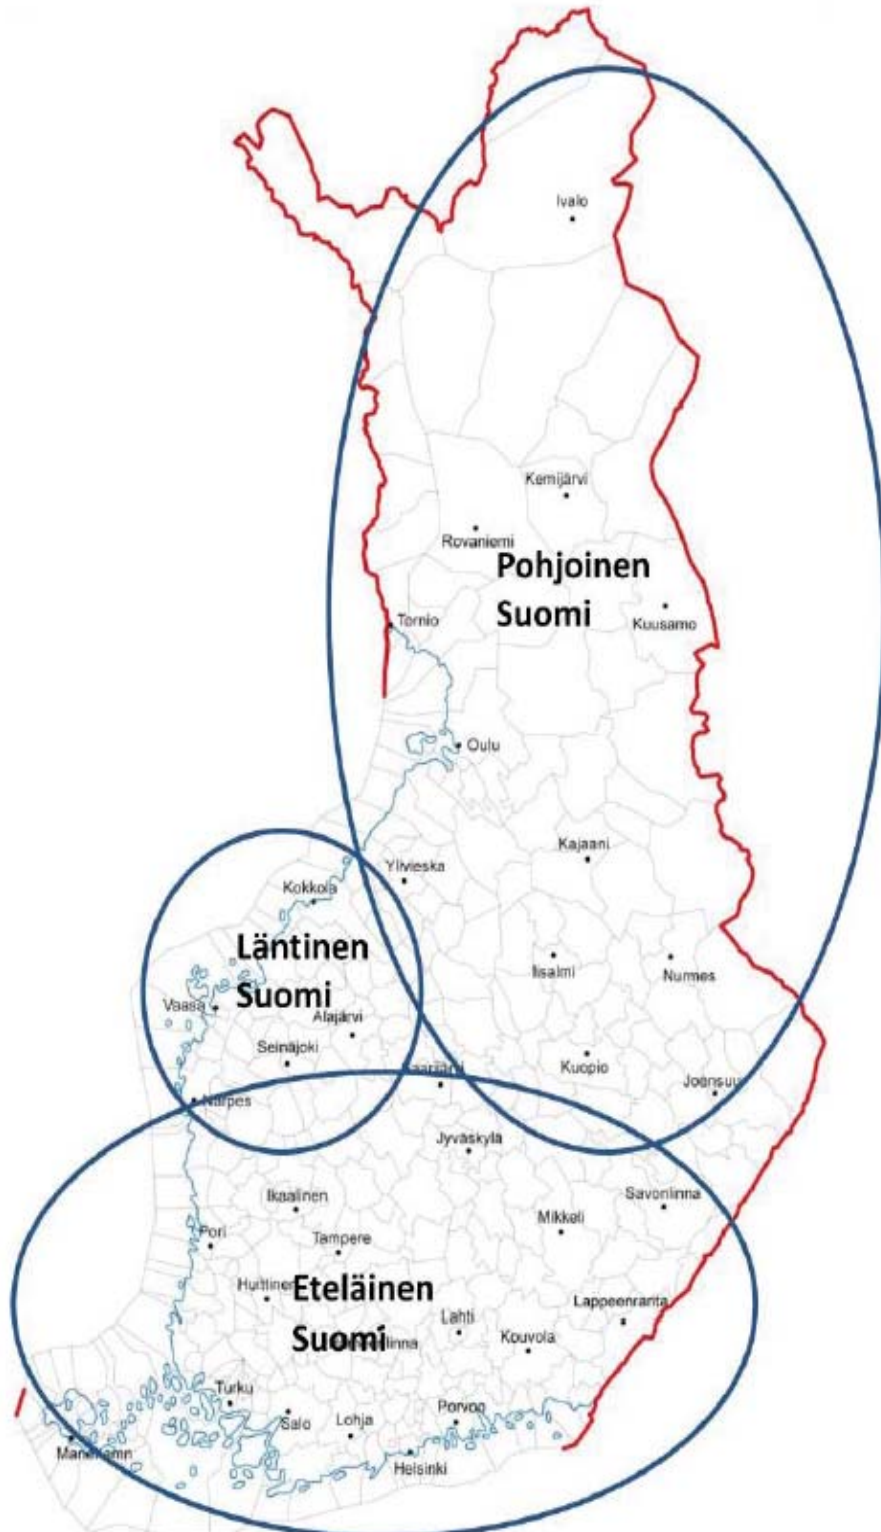 Ivalo
Kemijärvi
Rovaniemi
Pohjoinen
Suomi
Tornio
Kuusamo
Oulu
Kajaani
Ylivieska
Kokkola
Läntinen
Suomi
Iisalmi
Nurmes
Vaasa
Alajärvi
Seinäjoki
Kuopio
Joensuu
Närpes
Jyväskylä
Ikaalinen
Savonlinna
Mikkeli
Pori
Tampere
Huittinen
Eteläinen
Suomi
Lappeenranta
Lahti
Kouvola
Turku
Salo
Lohja
Porvoo
Helsinki